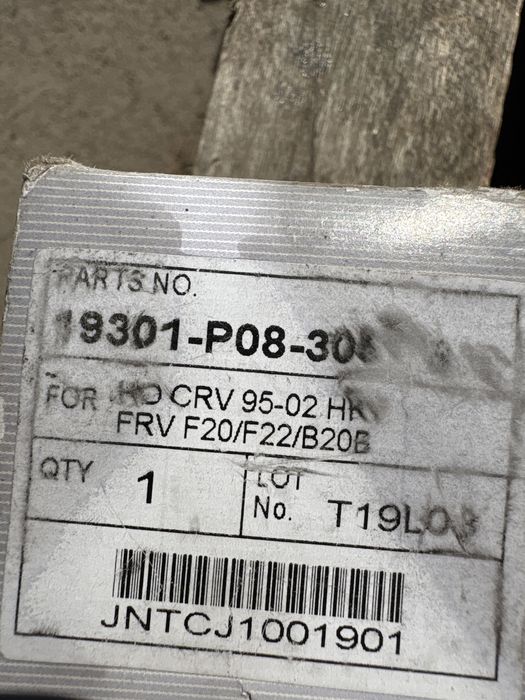 PARTS NO.
19301-P08-30
FOR HD CRV 95-02
FRV F20/F22/B20B
QTY 1
LOT
No. T19L0
JNTCJ1001901